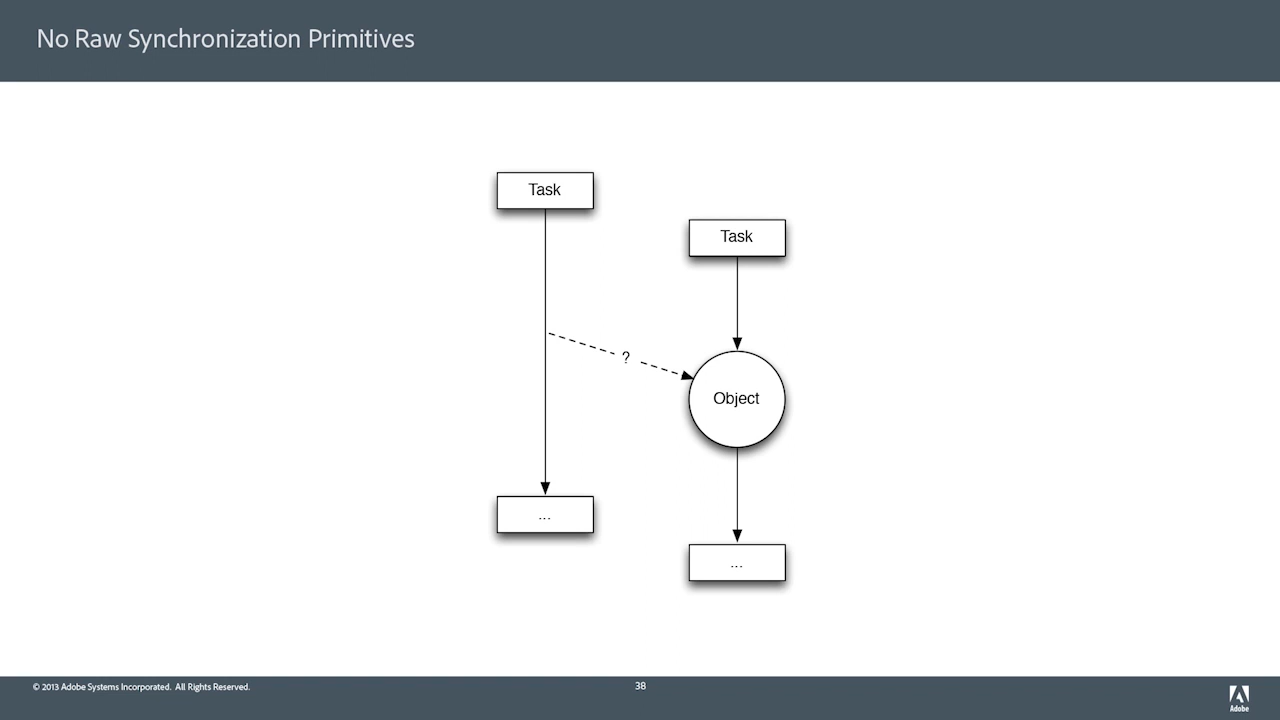 No Raw Synchronization Primitives
Task
Task
?
Object
...
...
© 2013 Adobe Systems Incorporated. All Rights Reserved.
38
Adobe